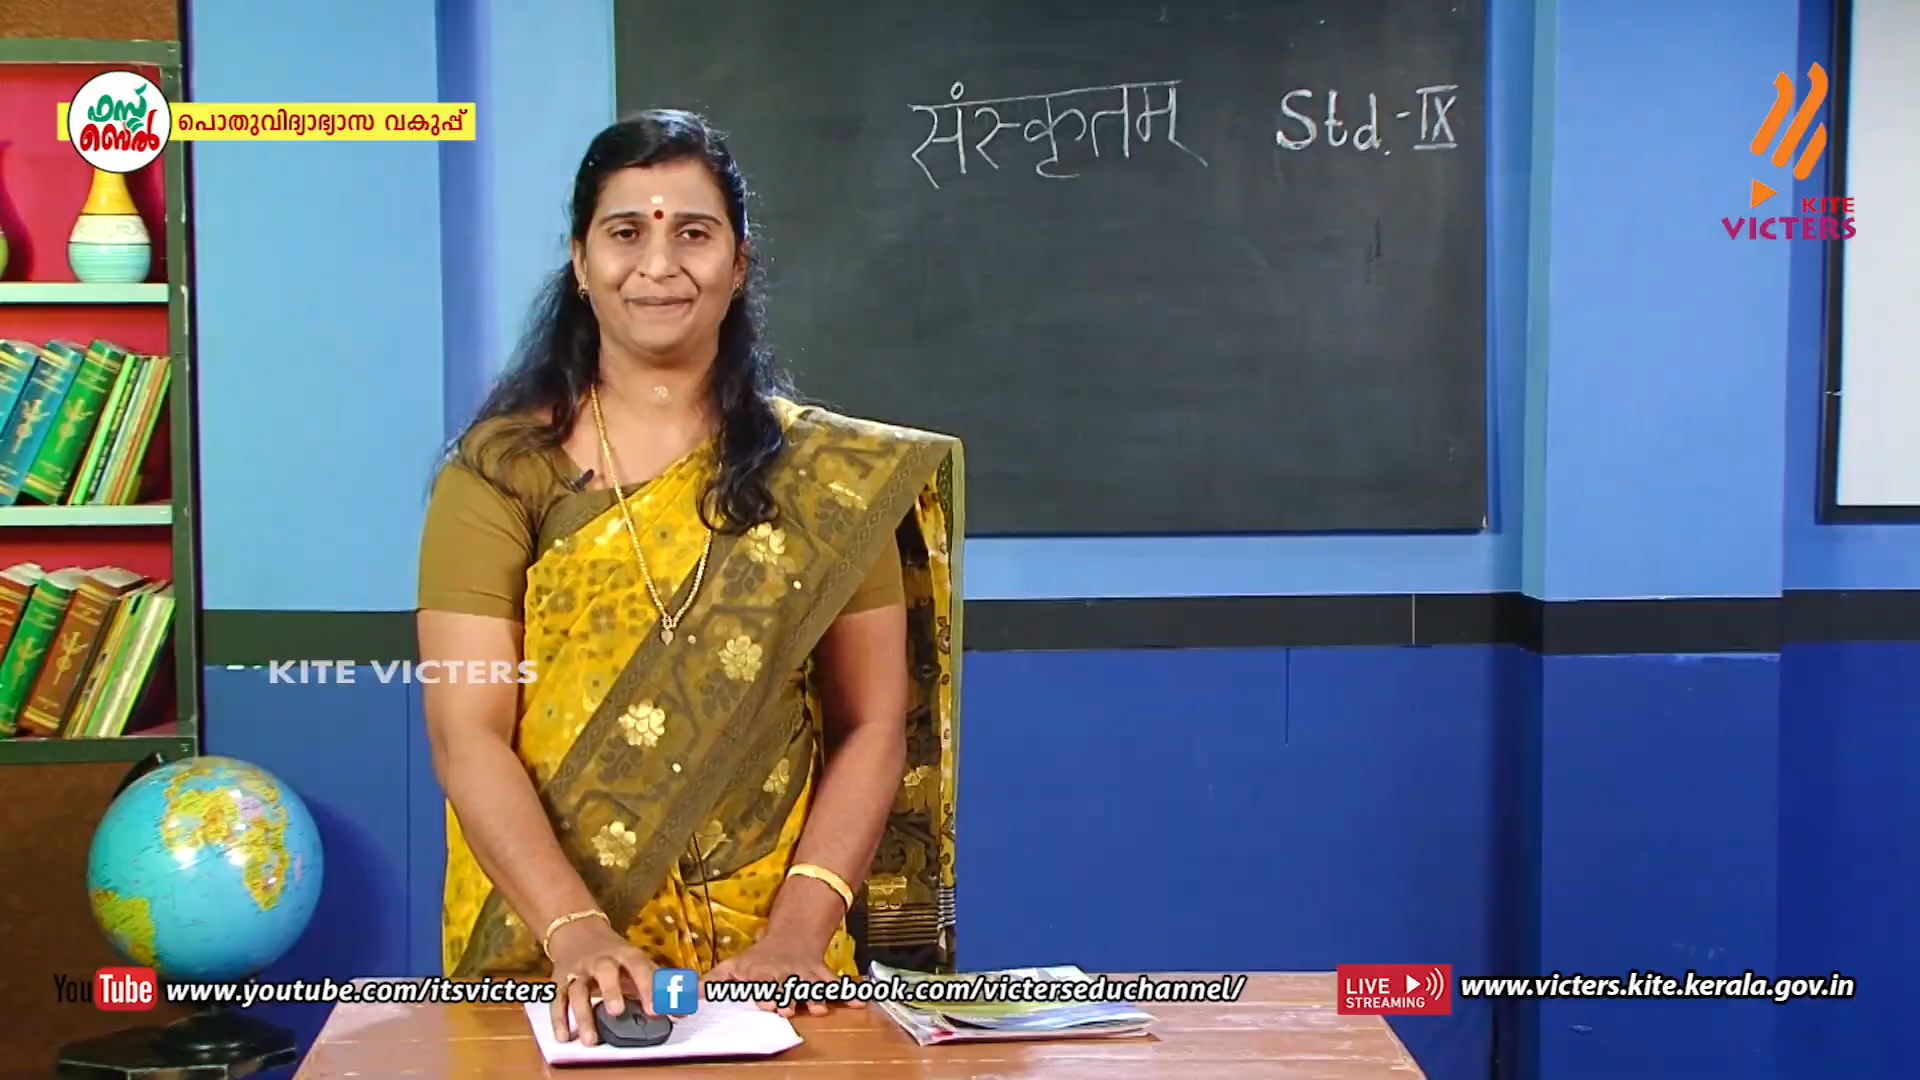 ഫസ്റ്റ്
ബെൽ
പൊതുവിദ്യാഭ്യാസ വകുപ്പ്
संस्कृतम् Std.-IX
KITE
VICTERS
KITE VICTERS
YouTube www.youtube.com/itsvicters
f www.facebook.com/victerseduchannel/
LIVE
STREAMING
www.victers.kite.kerala.gov.in